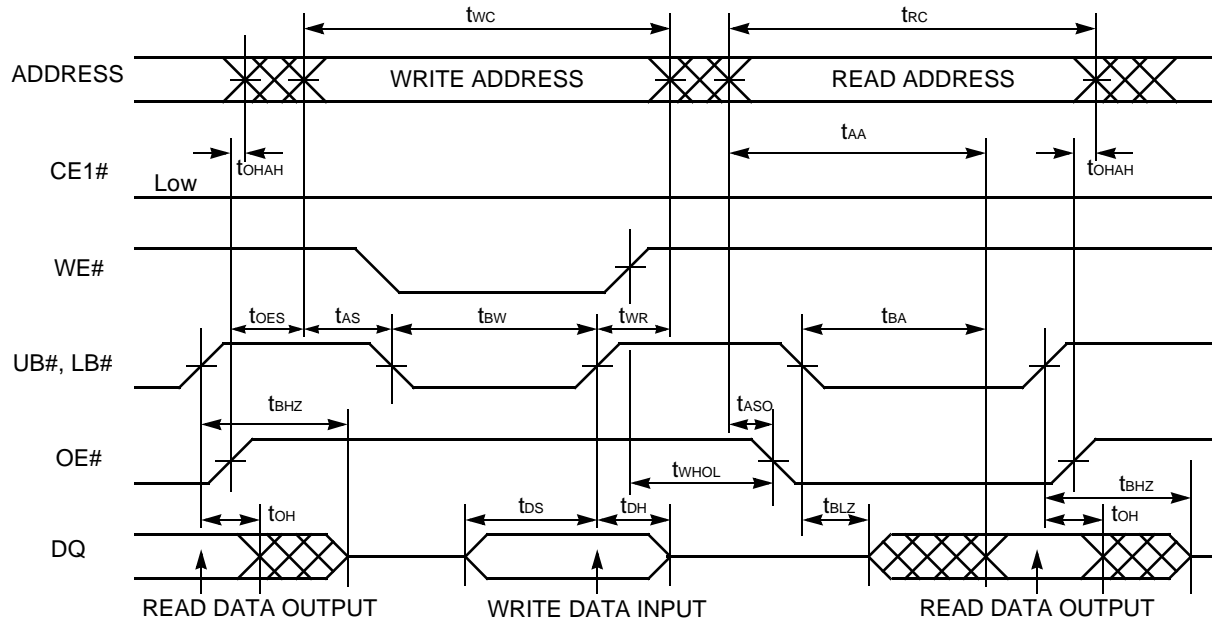 tWC tRC
ADDRESS WRITE ADDRESS READ ADDRESS
tAA
CE1# tOHAH tOHAH
Low
WE#
tOES tAS tBW tWR tBA
UB#, LB#
tBHZ tASO
OE#
tWHOL tBHZ
tOH tDS tDH tBLZ tOH
DQ
READ DATA OUTPUT WRITE DATA INPUT READ DATA OUTPUT